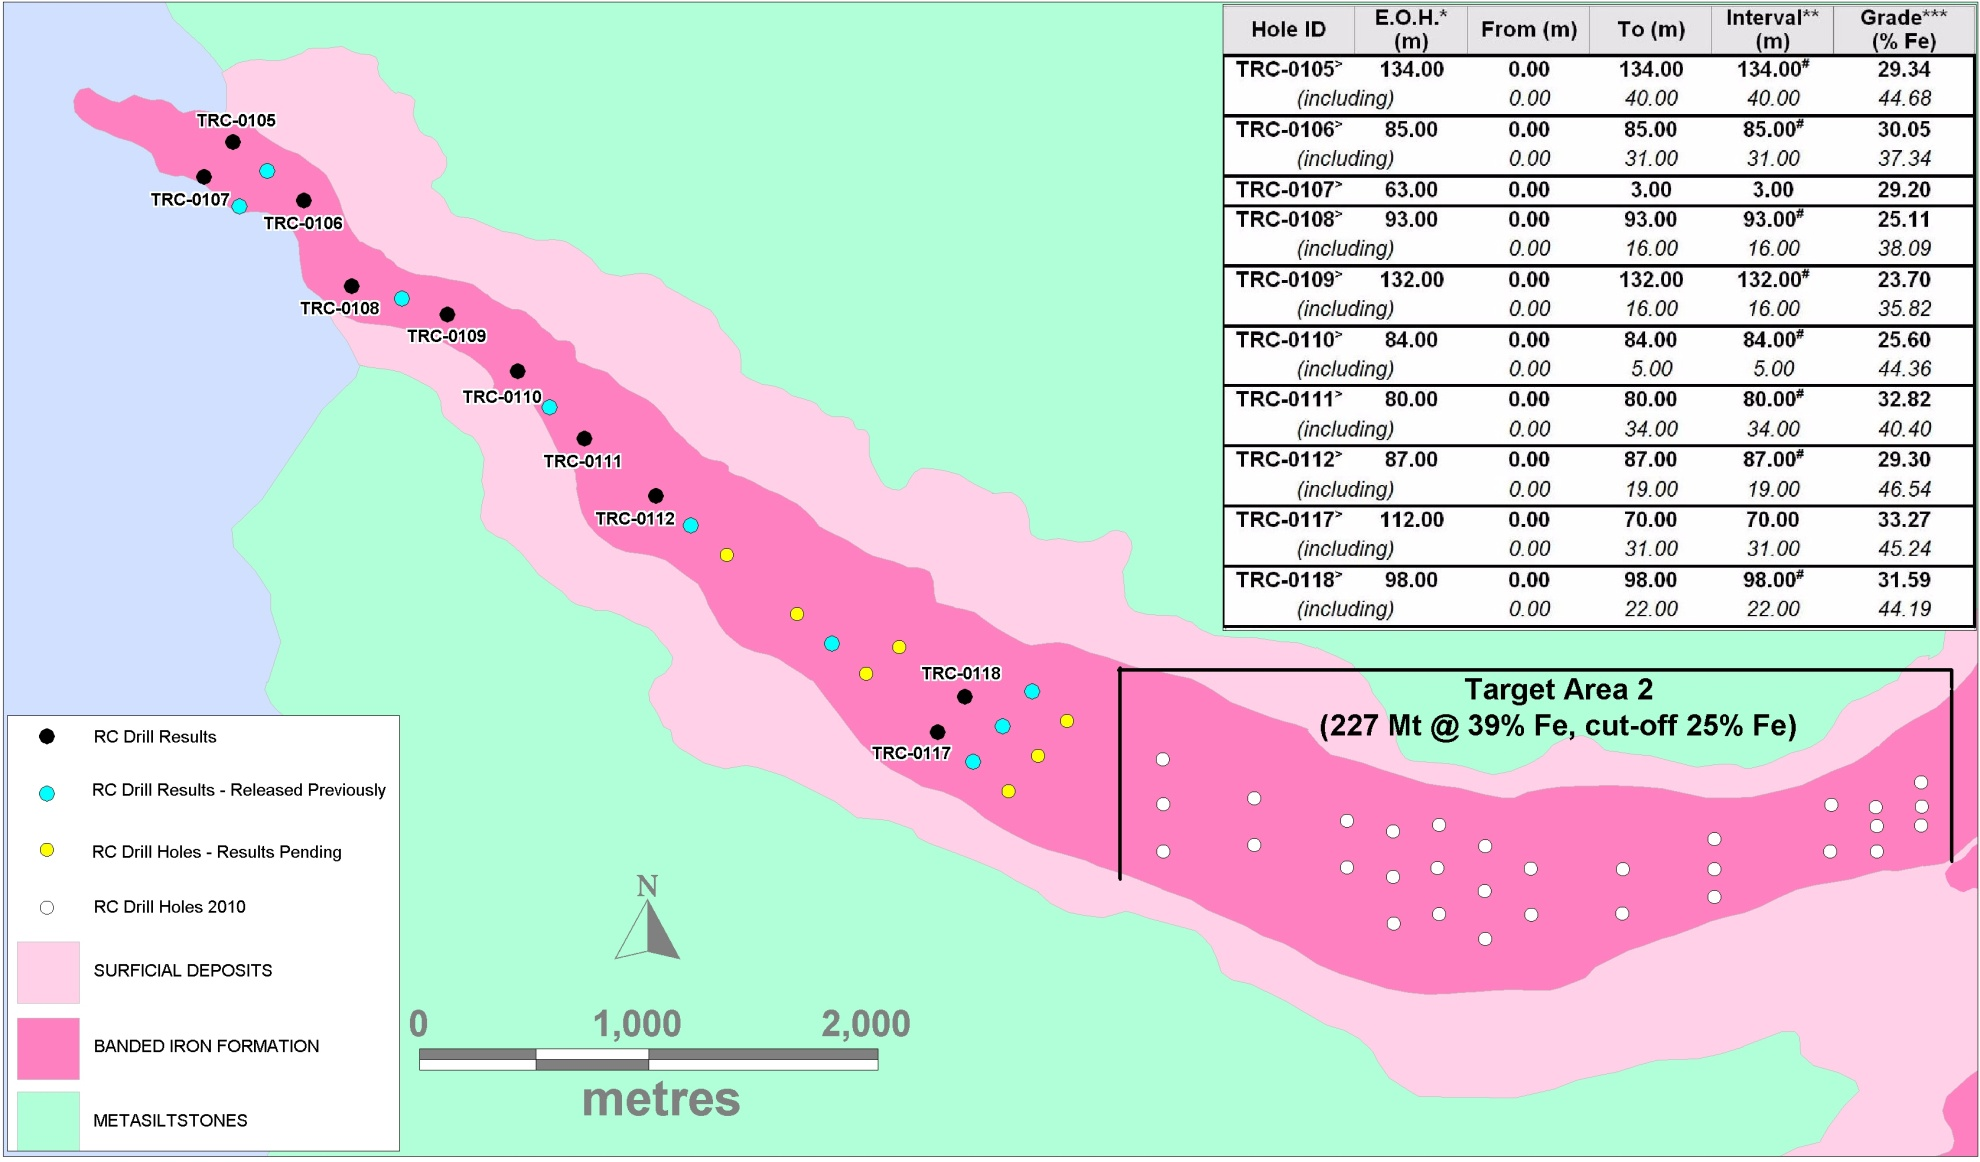 Hole ID E.O.H.* (m) From (m) To (m) Interval** (m) Grade*** (% Fe)
TRC-0105> 134.00 0.00 134.00 134.00# 29.34
(including) 0.00 40.00 40.00 44.68
TRC-0106> 85.00 0.00 85.00 85.00# 30.05
(including) 0.00 31.00 31.00 37.34
TRC-0107> 63.00 0.00 3.00 3.00 29.20
TRC-0108> 93.00 0.00 93.00 93.00# 25.11
(including) 0.00 16.00 16.00 38.09
TRC-0109> 132.00 0.00 132.00 132.00# 23.70
(including) 0.00 16.00 16.00 35.82
TRC-0110> 84.00 0.00 84.00 84.00# 25.60
(including) 0.00 5.00 5.00 44.36
TRC-0111> 80.00 0.00 80.00 80.00# 32.82
(including) 0.00 34.00 34.00 40.40
TRC-0112> 87.00 0.00 87.00 87.00# 29.30
(including) 0.00 19.00 19.00 46.54
TRC-0117> 112.00 0.00 70.00 70.00 33.27
(including) 0.00 31.00 31.00 45.24
TRC-0118> 98.00 0.00 98.00 98.00# 31.59
(including) 0.00 22.00 22.00 44.19
TRC-0105
TRC-0107
TRC-0106
TRC-0108
TRC-0109
TRC-0110
TRC-0111
TRC-0112
TRC-0118
TRC-0117
Target Area 2
(227 Mt @ 39% Fe, cut-off 25% Fe)
RC Drill Results
RC Drill Results - Released Previously
RC Drill Holes - Results Pending
RC Drill Holes 2010
SURFICIAL DEPOSITS
BANDED IRON FORMATION
METASILTSTONES
N
0 1,000 2,000
metres